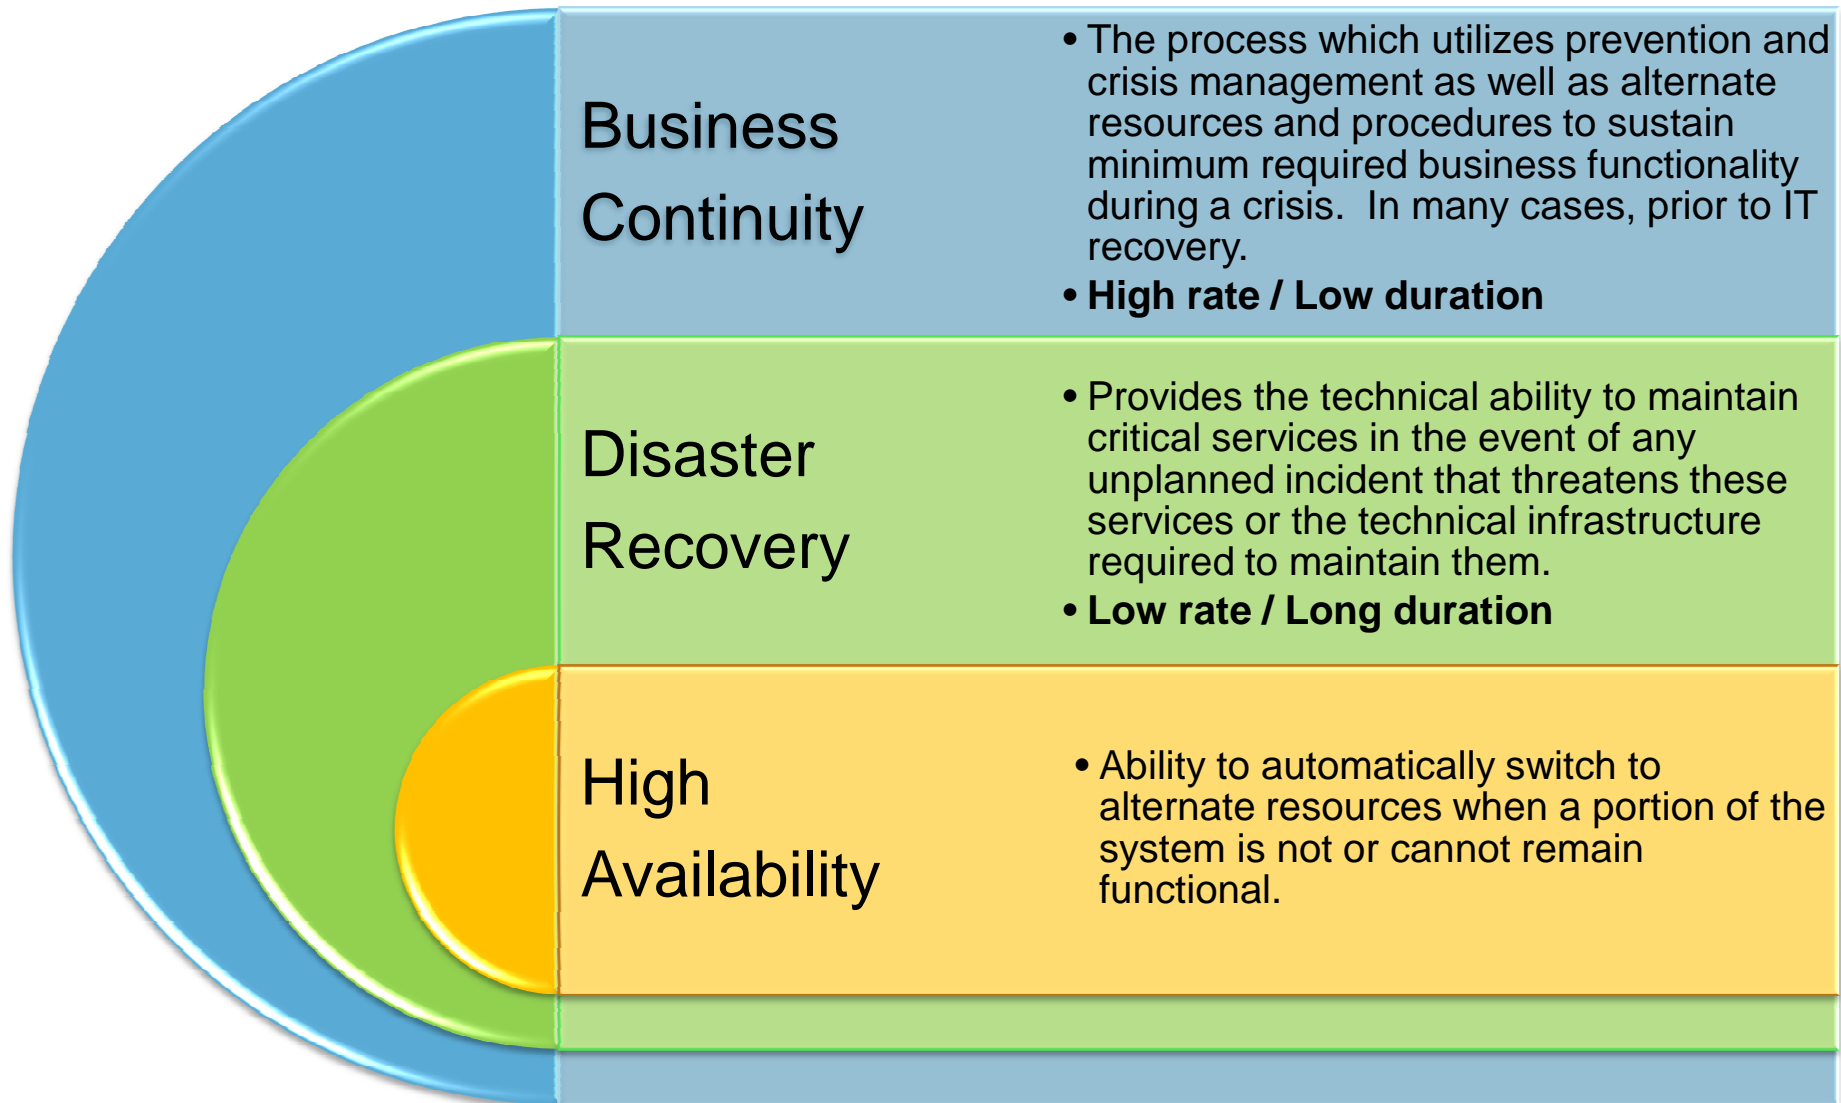 Business
Continuity
• The process which utilizes prevention and
crisis management as well as alternate
resources and procedures to sustain
minimum required business functionality
during a crisis.  In many cases, prior to IT
recovery.
• High rate / Low duration
Disaster
Recovery
• Provides the technical ability to maintain
critical services in the event of any
unplanned incident that threatens these
services or the technical infrastructure
required to maintain them.
• Low rate / Long duration
High
Availability
• Ability to automatically switch to
alternate resources when a portion of the
system is not or cannot remain
functional.